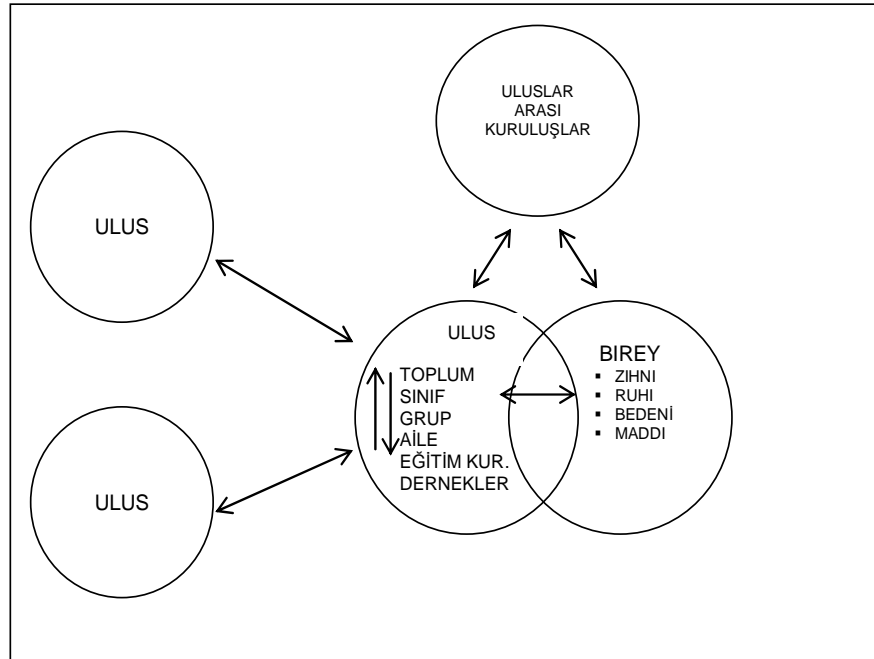 ULUSLAR
ARASI
KURULUŞLAR
ULUS
ULUS
TOPLUM
SINIF
GRUP
AİLE
EĞİTİM KUR.
DERNEKLER
BIREY
▪ ZIHNI
▪ RUHI
▪ BEDENİ
▪ MADDI
ULUS